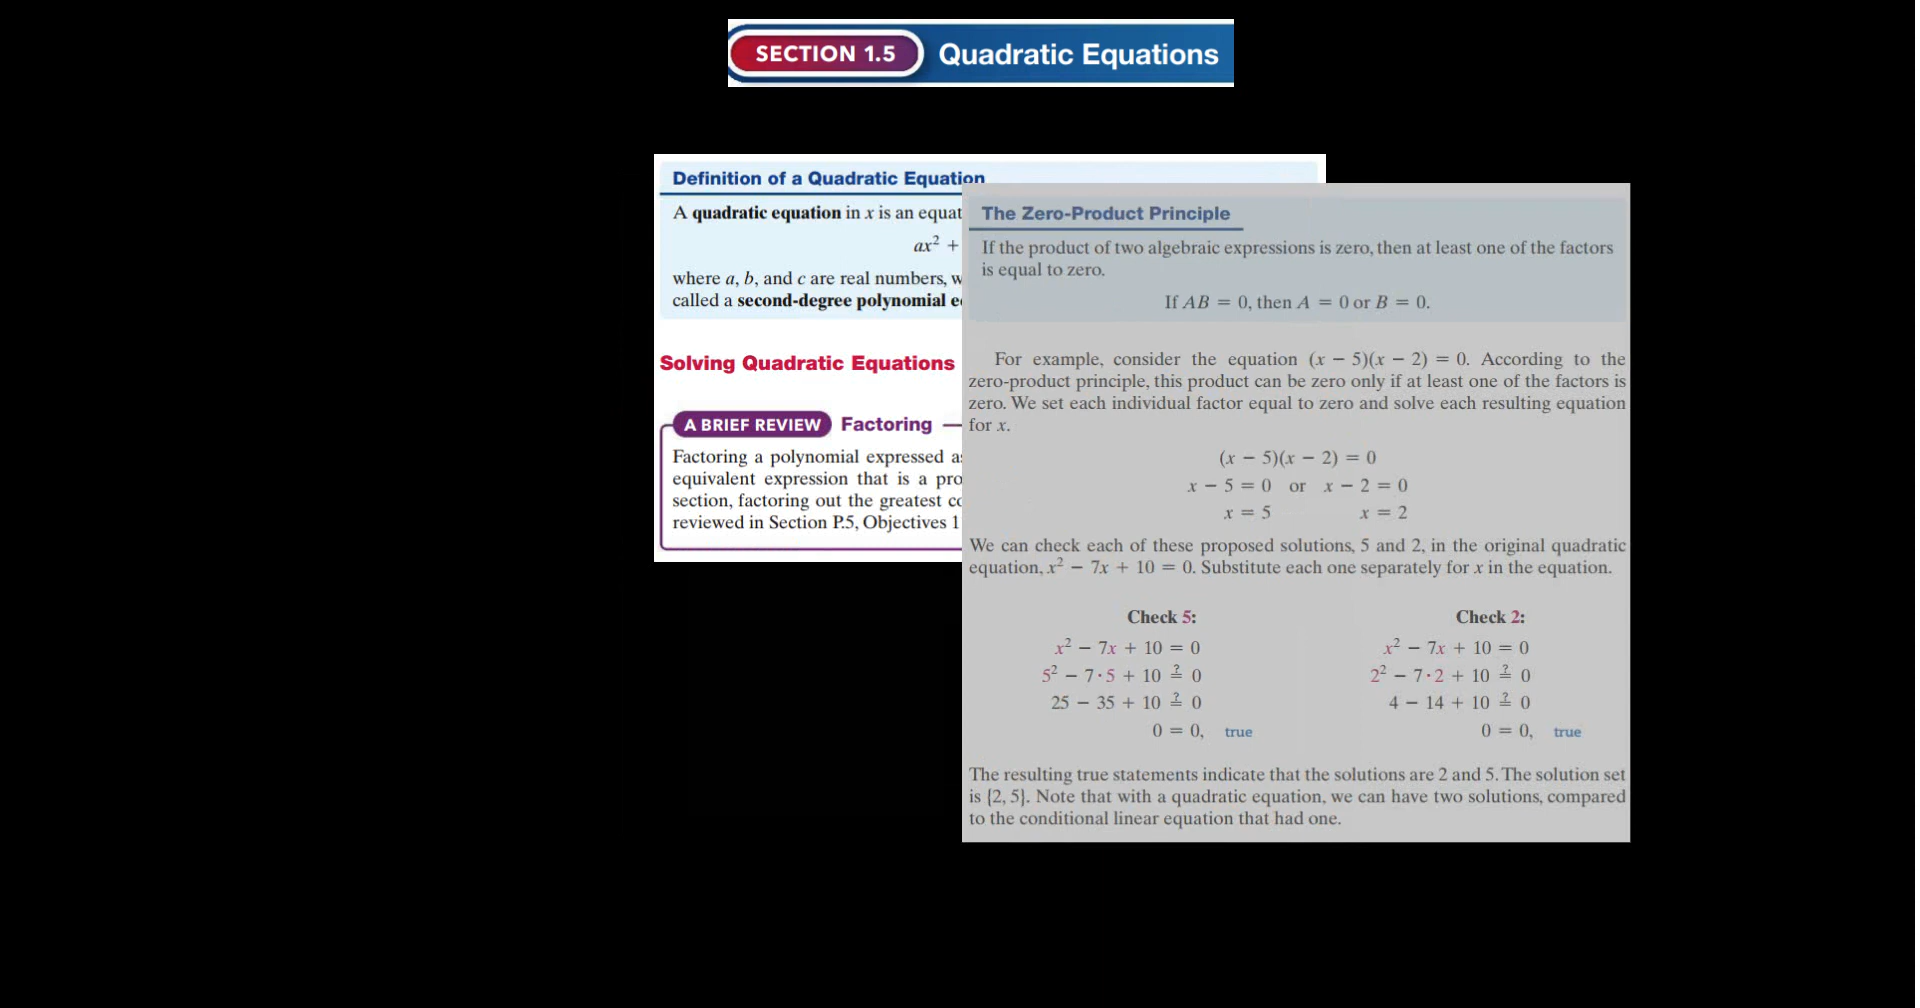 SECTION 1.5 Quadratic Equations
Definition of a Quadratic Equation
A quadratic equation in x is an equat
ax² +
where a, b, and c are real numbers, w
called a second-degree polynomial e
Solving Quadratic Equations
A BRIEF REVIEW Factoring
Factoring a polynomial expressed a
equivalent expression that is a pro
section, factoring out the greatest co
reviewed in Section P.5, Objectives 1
The Zero-Product Principle
If the product of two algebraic expressions is zero, then at least one of the factors
is equal to zero.
If AB = 0, then A = 0 or B = 0.
For example, consider the equation (x − 5)(x − 2) = 0. According to the
zero-product principle, this product can be zero only if at least one of the factors is
zero. We set each individual factor equal to zero and solve each resulting equation
for x.
(x − 5)(x − 2) = 0
x − 5 = 0 or x − 2 = 0
x = 5 x = 2
We can check each of these proposed solutions, 5 and 2, in the original quadratic
equation, x² − 7x + 10 = 0. Substitute each one separately for x in the equation.
Check 5:
x² − 7x + 10 = 0
5² − 7·5 + 10 ≟ 0
25 − 35 + 10 ≟ 0
0 = 0, true
Check 2:
x² − 7x + 10 = 0
2² − 7·2 + 10 ≟ 0
4 − 14 + 10 ≟ 0
0 = 0, true
The resulting true statements indicate that the solutions are 2 and 5. The solution set
is {2, 5}. Note that with a quadratic equation, we can have two solutions, compared
to the conditional linear equation that had one.